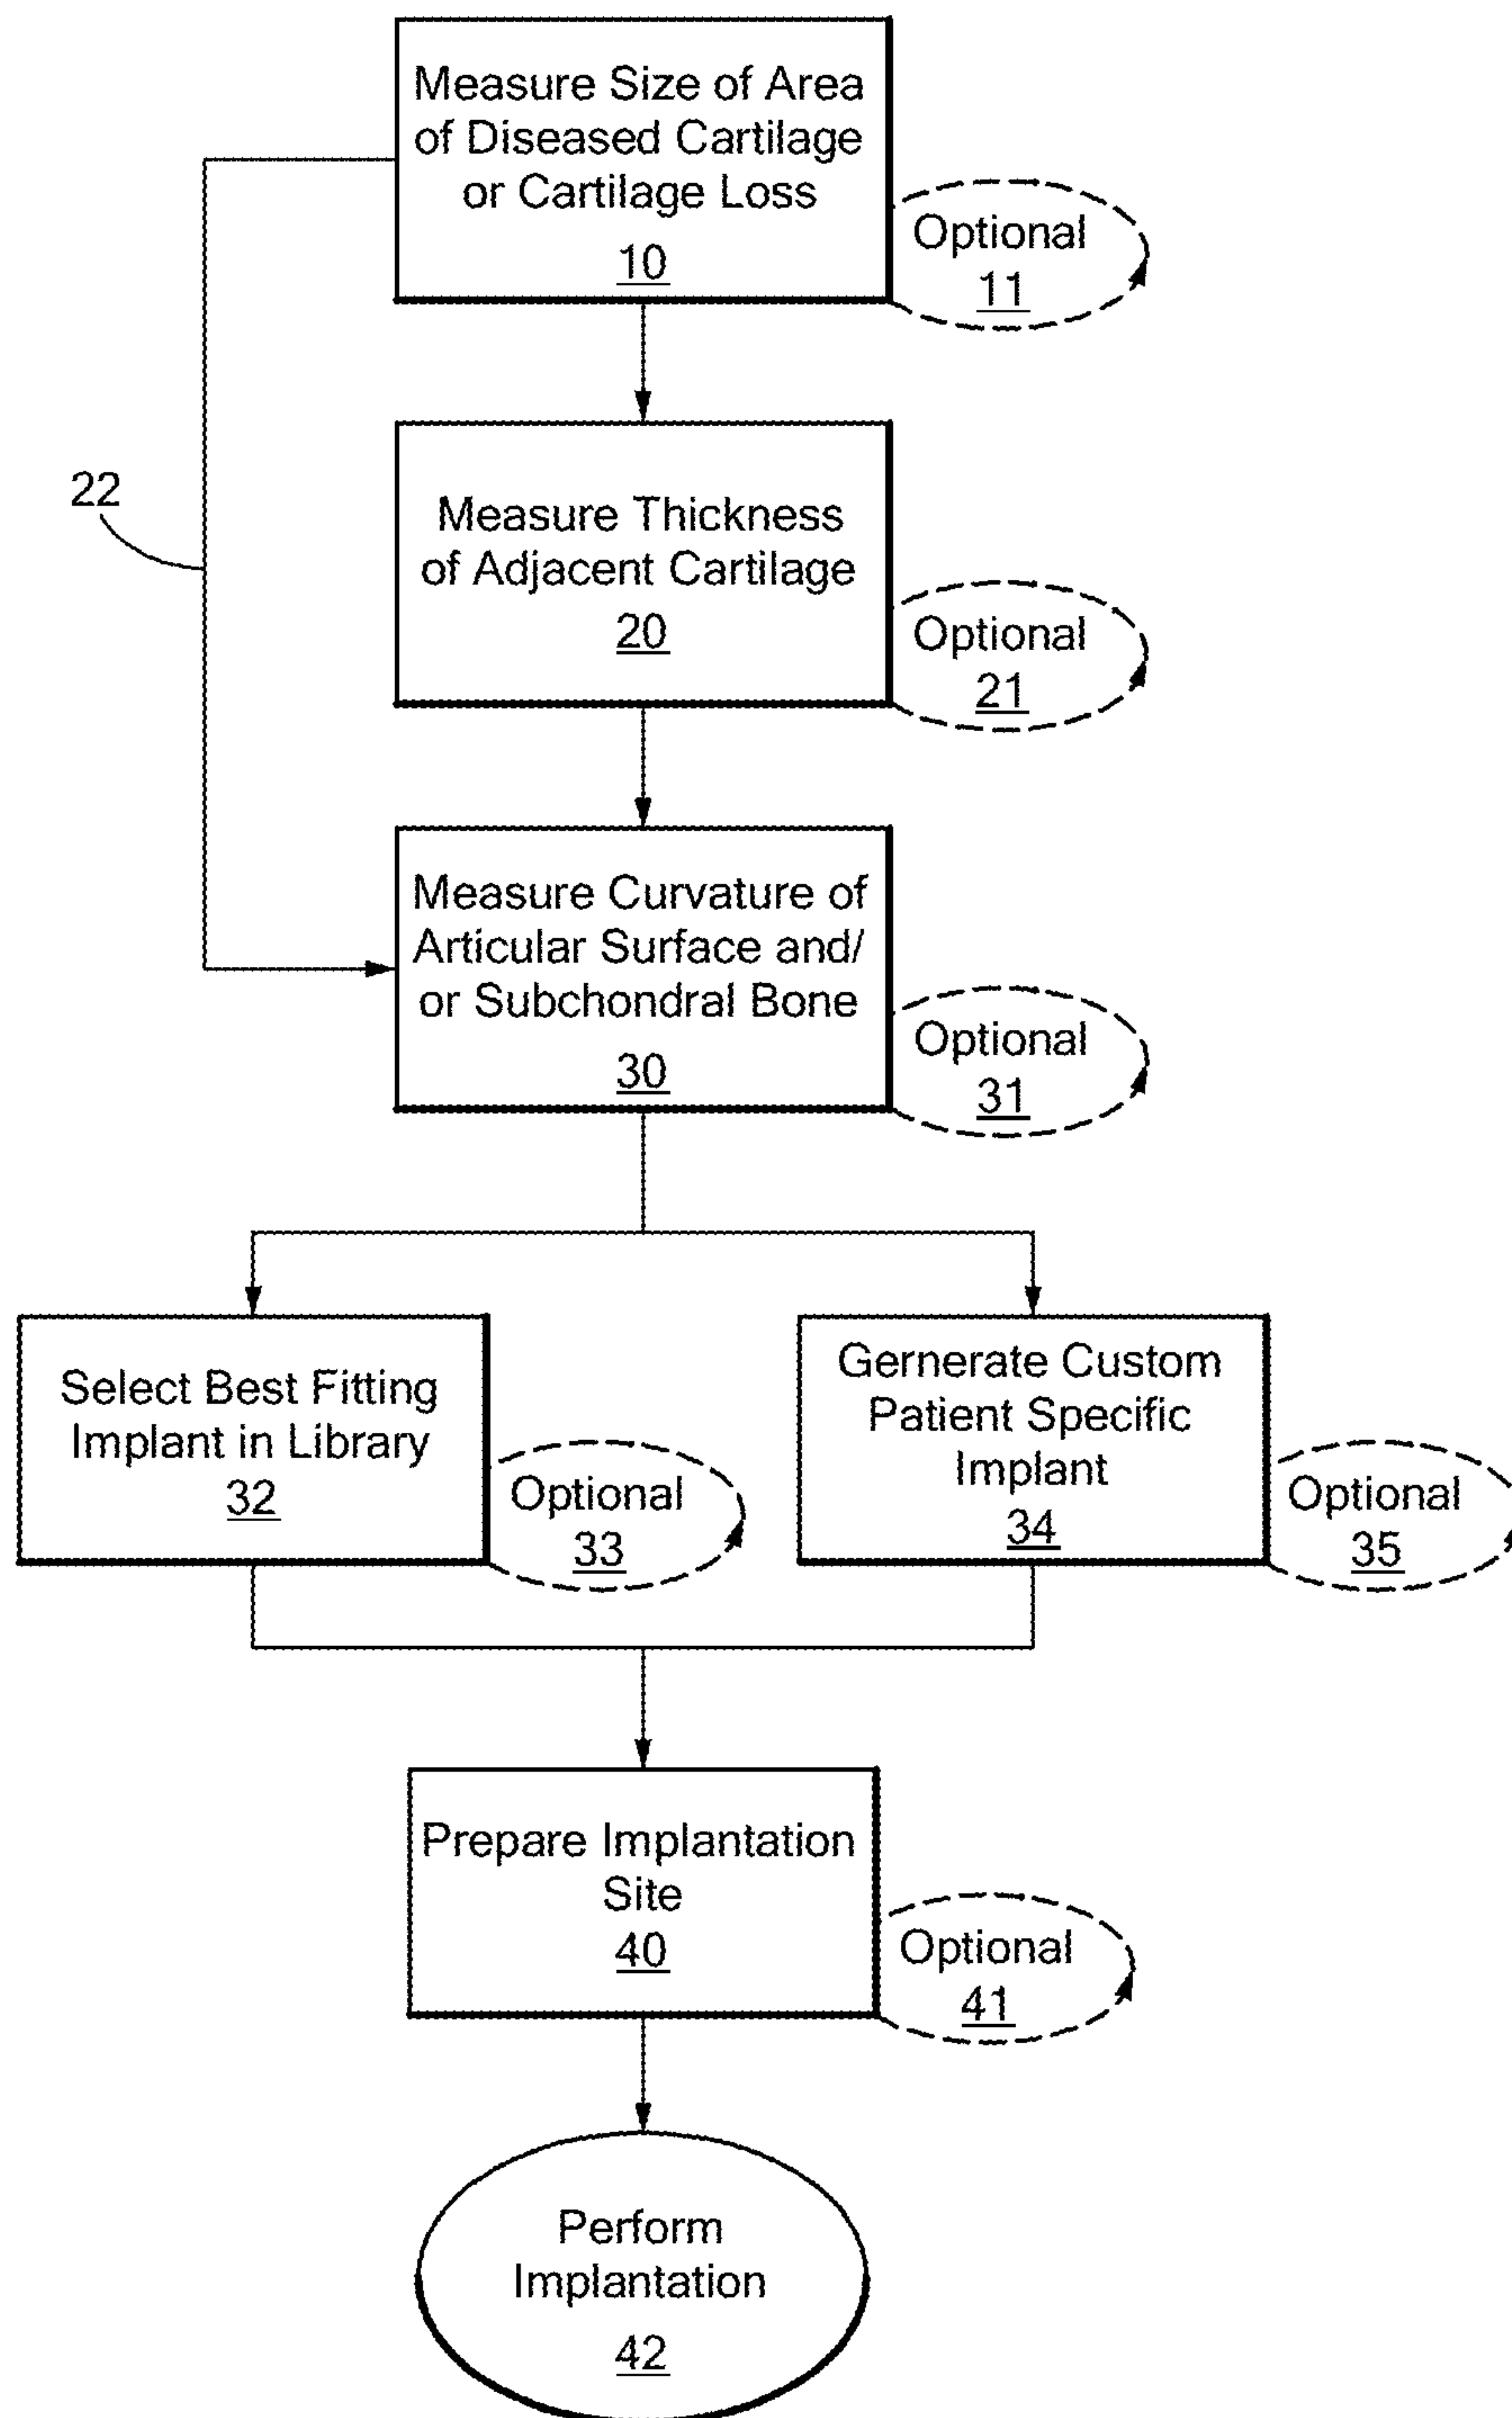 Measure Size of Area
of Diseased Cartilage
or Cartilage Loss
10
Optional
11
22
Measure Thickness
of Adjacent Cartilage
20
Optional
21
Measure Curvature of
Articular Surface and/
or Subchondral Bone
30
Optional
31
Select Best Fitting
Implant in Library
32
Optional
33
Gernerate Custom
Patient Specific
Implant
34
Optional
35
Prepare Implantation
Site
40
Optional
41
Perform
Implantation
42